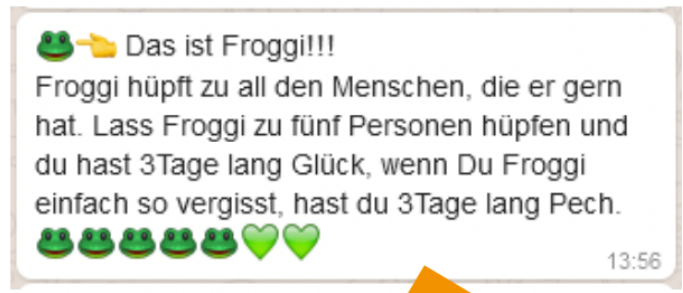 🐸👈 Das ist Froggi!!!
Froggi hüpft zu all den Menschen, die er gern
hat. Lass Froggi zu fünf Personen hüpfen und
du hast 3Tage lang Glück, wenn Du Froggi
einfach so vergisst, hast du 3Tage lang Pech.
🐸🐸🐸🐸🐸💚💚
13:56